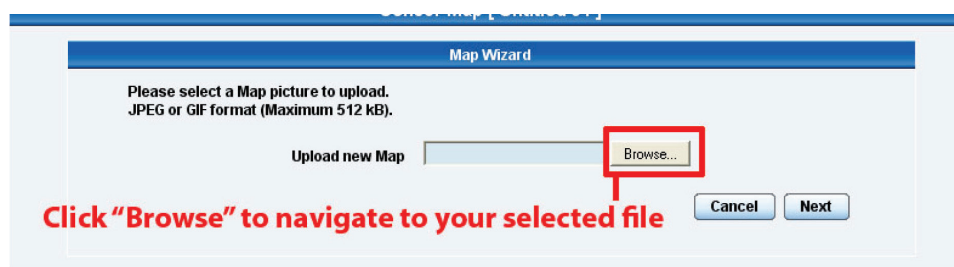 Map Wizard
Please select a Map picture to upload.
JPEG or GIF format (Maximum 512 kB).
Upload new Map
Browse...
Click “Browse” to navigate to your selected file
Cancel Next